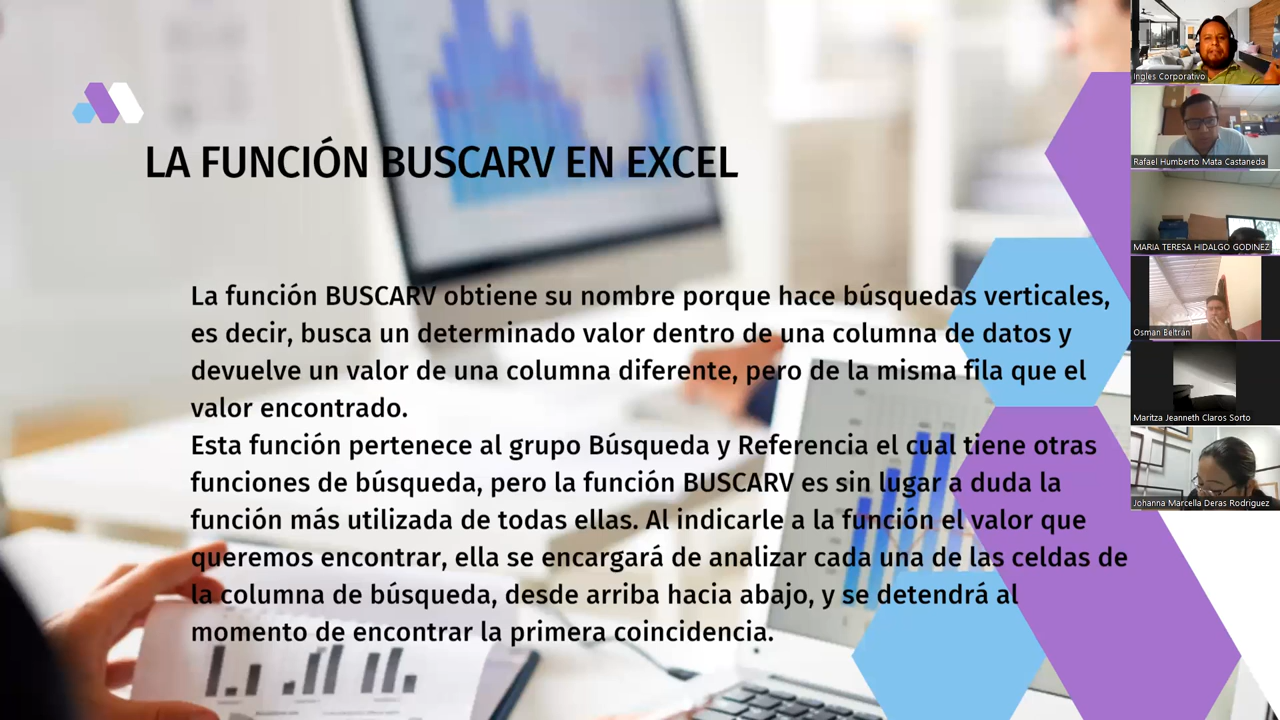 LA FUNCIÓN BUSCARV EN EXCEL
La función BUSCARV obtiene su nombre porque hace búsquedas verticales,
es decir, busca un determinado valor dentro de una columna de datos y
devuelve un valor de una columna diferente, pero de la misma fila que el
valor encontrado.
Esta función pertenece al grupo Búsqueda y Referencia el cual tiene otras
funciones de búsqueda, pero la función BUSCARV es sin lugar a duda la
función más utilizada de todas ellas. Al indicarle a la función el valor que
queremos encontrar, ella se encargará de analizar cada una de las celdas de
la columna de búsqueda, desde arriba hacia abajo, y se detendrá al
momento de encontrar la primera coincidencia.
Ingles Corporativo
Rafael Humberto Mata Castaneda
MARIA TERESA HIDALGO GODINEZ
Osman Beltran
Maritza Jeanneth Claros Sorto
Johanna Marcella Deras Rodriguez